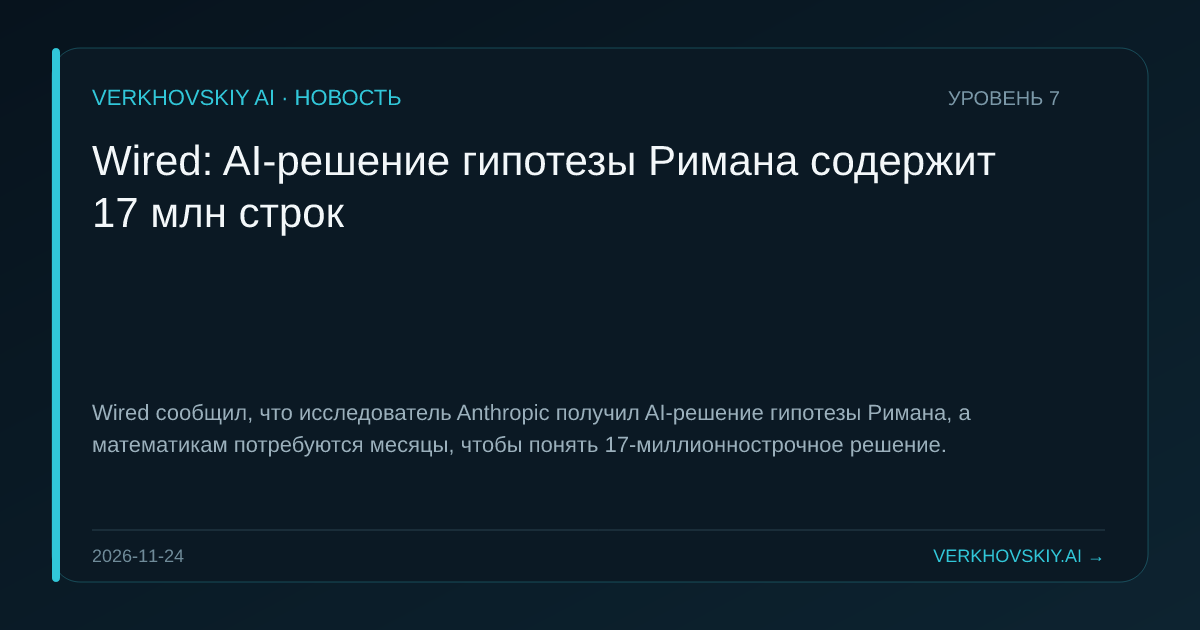 VERKHOVSKIY AI · НОВОСТЬ
УРОВЕНЬ 7
Wired: AI-решение гипотезы Римана содержит
17 млн строк
Wired сообщил, что исследователь Anthropic получил AI-решение гипотезы Римана, а
математикам потребуются месяцы, чтобы понять 17-миллионнострочное решение.
2026-11-24
VERKHOVSKIY.AI →